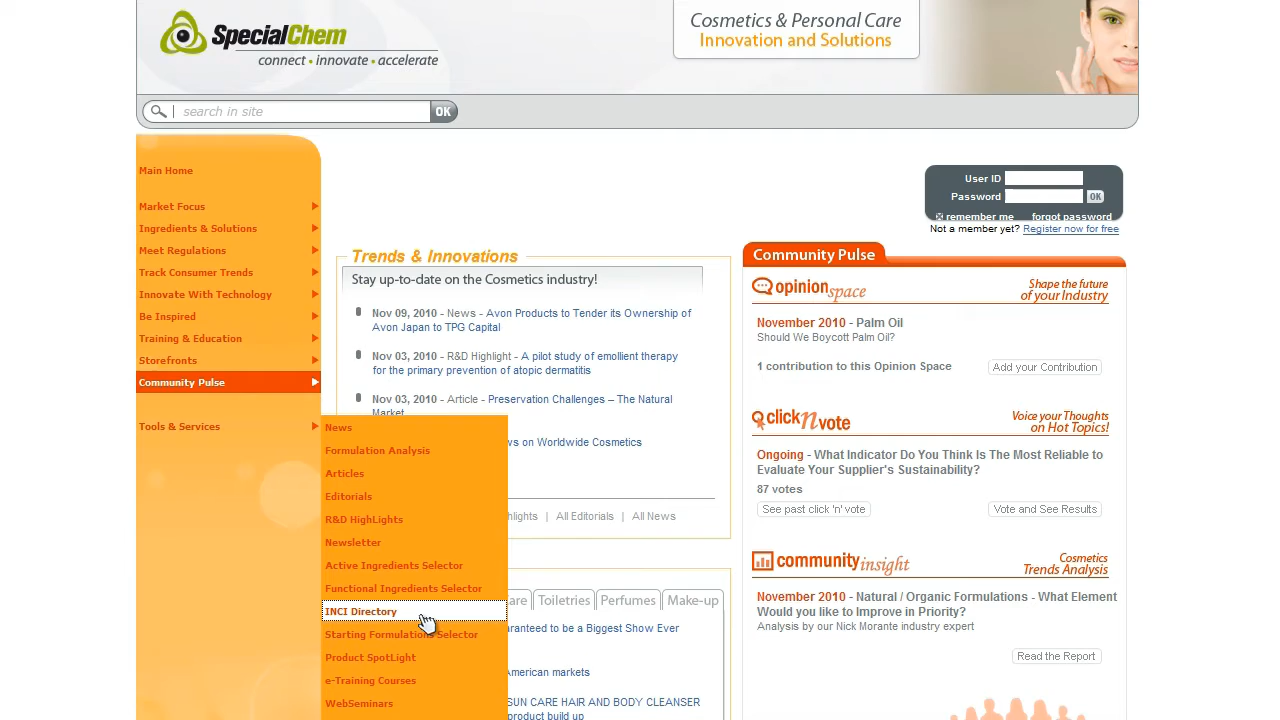 SpecialChem
connect • innovate • accelerate
Cosmetics & Personal Care
Innovation and Solutions
search in site
OK
Main Home
Market Focus
Ingredients & Solutions
Meet Regulations
Track Consumer Trends
Innovate With Technology
Be Inspired
Training & Education
Storefronts
Community Pulse
Tools & Services
News
Formulation Analysis
Articles
Editorials
R&D HighLights
Newsletter
Active Ingredients Selector
Functional Ingredients Selector
INCI Directory
Starting Formulations Selector
Product SpotLight
e-Training Courses
WebSeminars
Trends & Innovations
Stay up-to-date on the Cosmetics industry!
Nov 09, 2010 - News - Avon Products to Tender its Ownership of
Avon Japan to TPG Capital
Nov 03, 2010 - R&D Highlight - A pilot study of emollient therapy
for the primary prevention of atopic dermatitis
Nov 03, 2010 - Article - Preservation Challenges – The Natural
Market
on Worldwide Cosmetics
hlights | All Editorials | All News
are Toiletries Perfumes Make-up
aranteed to be a Biggest Show Ever
American markets
SUN CARE HAIR AND BODY CLEANSER
product build up
User ID
Password OK
remember me forgot password
Not a member yet? Register now for free
Community Pulse
opinion space
Shape the future
of your Industry
November 2010 - Palm Oil
Should We Boycott Palm Oil?
1 contribution to this Opinion Space
Add your Contribution
click n vote
Voice your Thoughts
on Hot Topics!
Ongoing - What Indicator Do You Think Is The Most Reliable to
Evaluate Your Supplier's Sustainability?
87 votes
See past click 'n' vote
Vote and See Results
community insight
Cosmetics
Trends Analysis
November 2010 - Natural / Organic Formulations - What Element
Would you like to Improve in Priority?
Analysis by our Nick Morante industry expert
Read the Report